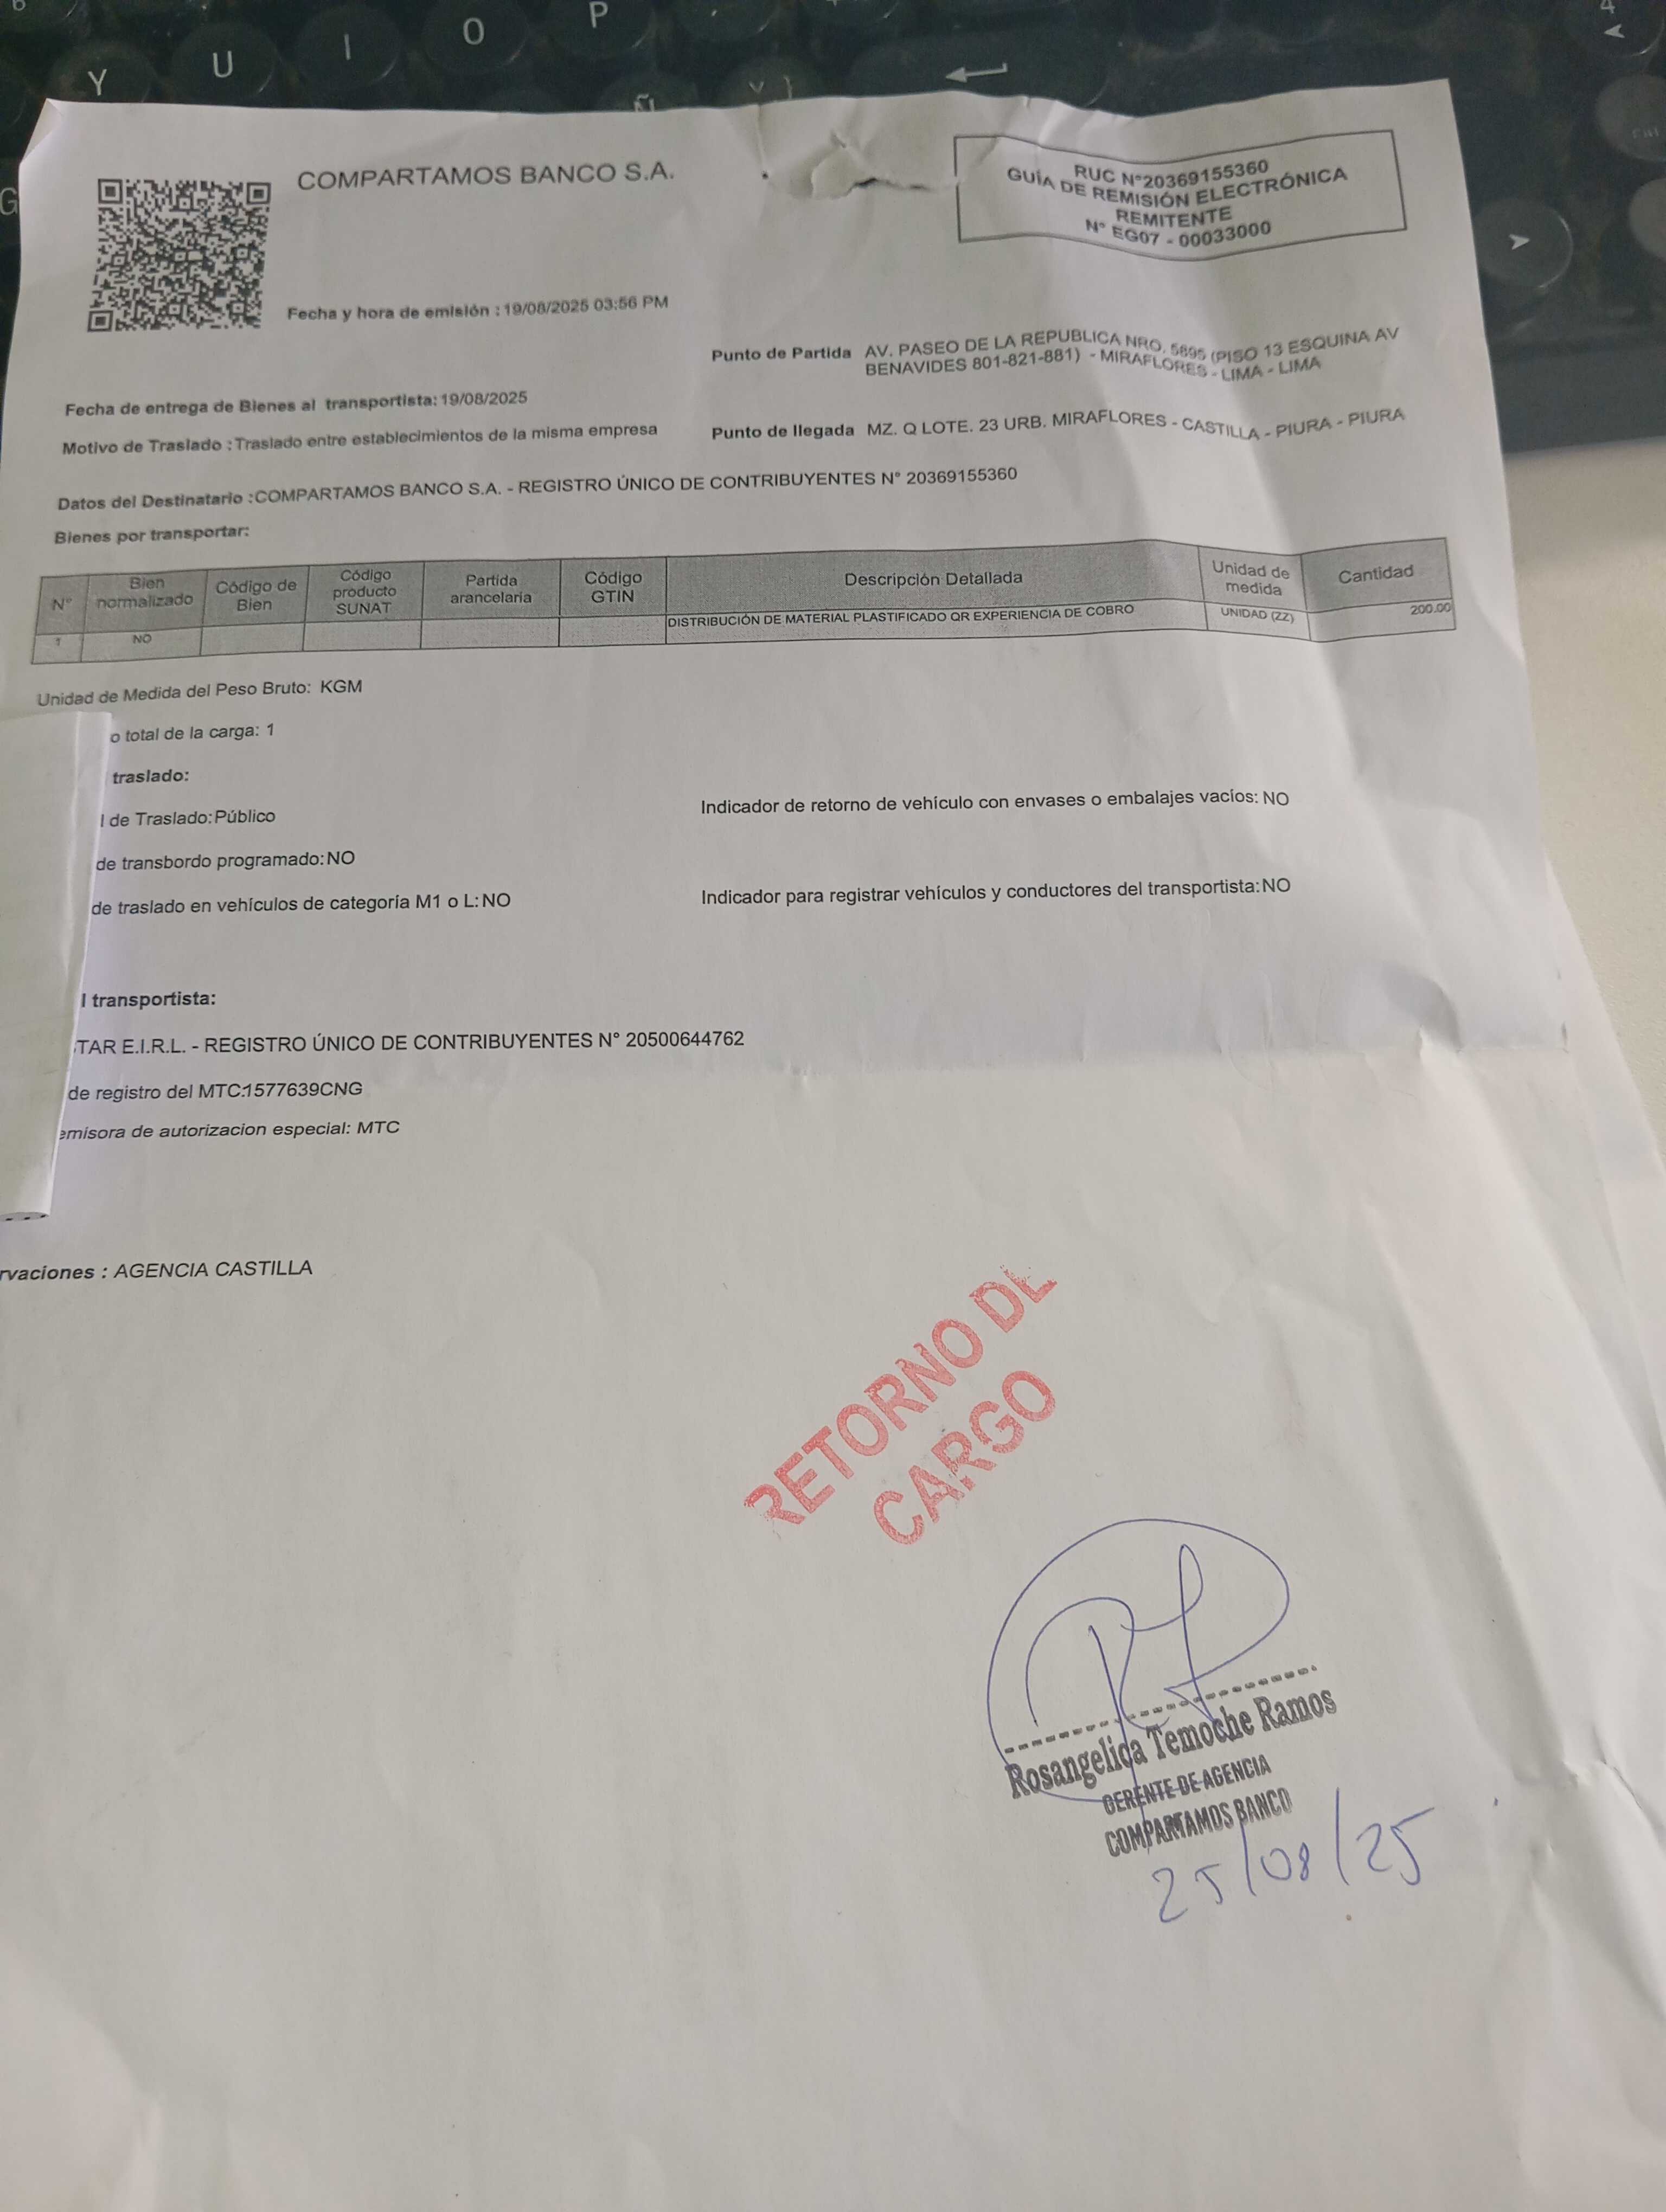 COMPARTAMOS BANCO S.A.
RUC N°20369155360
GUÍA DE REMISIÓN ELECTRÓNICA
REMITENTE
N° EG07 - 00033000
Fecha y hora de emisión : 19/08/2025 03:56 PM
Punto de Partida AV. PASEO DE LA REPUBLICA NRO. 5895 (PISO 13 ESQUINA AV
BENAVIDES 801-821-881) - MIRAFLORES - LIMA - LIMA
Fecha de entrega de Bienes al transportista: 19/08/2025
Motivo de Traslado : Traslado entre establecimientos de la misma empresa
Punto de llegada MZ. Q LOTE. 23 URB. MIRAFLORES - CASTILLA - PIURA - PIURA
Datos del Destinatario : COMPARTAMOS BANCO S.A. - REGISTRO ÚNICO DE CONTRIBUYENTES N° 20369155360
Bienes por transportar:
N° Bien normalizado Código de Bien Código producto SUNAT Partida arancelaria Código GTIN Descripción Detallada Unidad de medida Cantidad
1 NO DISTRIBUCIÓN DE MATERIAL PLASTIFICADO QR EXPERIENCIA DE COBRO UNIDAD (ZZ) 200.00
Unidad de Medida del Peso Bruto: KGM
o total de la carga: 1
traslado:
l de Traslado: Público
Indicador de retorno de vehículo con envases o embalajes vacíos: NO
de transbordo programado: NO
de traslado en vehículos de categoría M1 o L: NO
Indicador para registrar vehículos y conductores del transportista: NO
l transportista:
TAR E.I.R.L. - REGISTRO ÚNICO DE CONTRIBUYENTES N° 20500644762
de registro del MTC:1577639CNG
emisora de autorizacion especial: MTC
rvaciones : AGENCIA CASTILLA
RETORNO DE
CARGO
Rosangelica Temoche Ramos
GERENTE DE AGENCIA
COMPARTAMOS BANCO
25/08/25
Y U I O P
Ñ
G